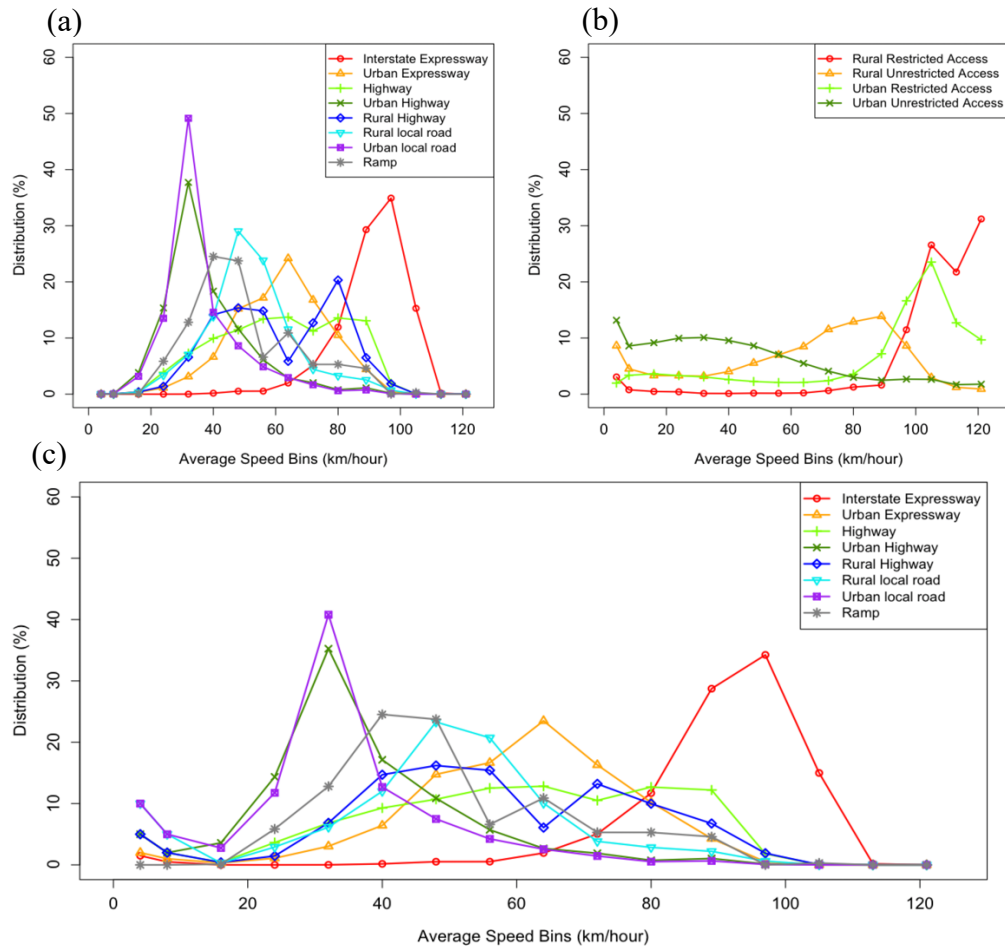 (a)
60
50
40
30
20
10
0
Distribution (%)
Interstate Expressway
Urban Expressway
Highway
Urban Highway
Rural Highway
Rural local road
Urban local road
Ramp
0 20 40 60 80 100 120
Average Speed Bins (km/hour)
(b)
60
50
40
30
20
10
0
Distribution (%)
Rural Restricted Access
Rural Unrestricted Access
Urban Restricted Access
Urban Unrestricted Access
0 20 40 60 80 100 120
Average Speed Bins (km/hour)
(c)
60
50
40
30
20
10
0
Distribution (%)
Interstate Expressway
Urban Expressway
Highway
Urban Highway
Rural Highway
Rural local road
Urban local road
Ramp
0 20 40 60 80 100 120
Average Speed Bins (km/hour)